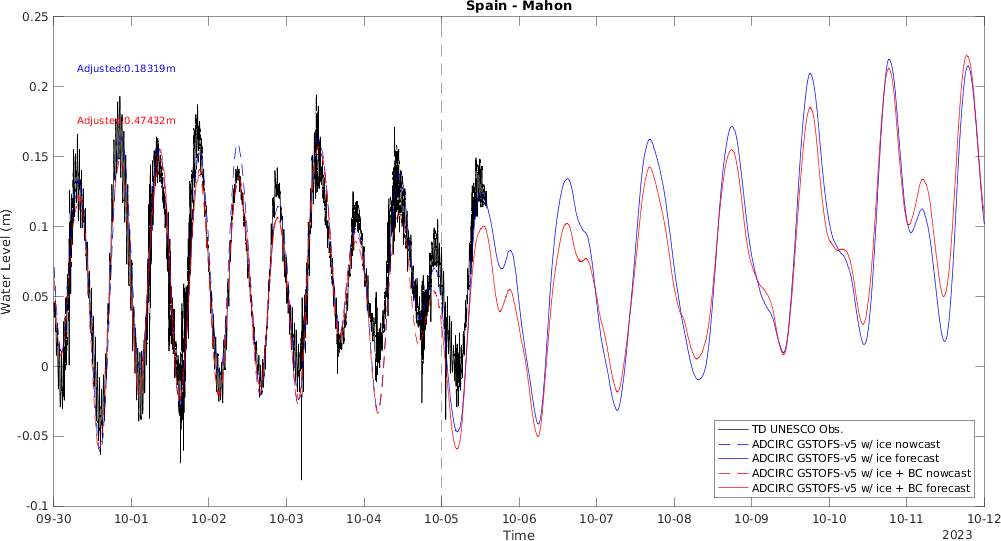 Spain - Mahon
0.25
0.2
0.15
0.1
0.05
0
-0.05
-0.1
Water Level (m)
Adjusted:0.18319m
Adjusted:0.47432m
TD UNESCO Obs.
ADCIRC GSTOFS-v5 w/ ice nowcast
ADCIRC GSTOFS-v5 w/ ice forecast
ADCIRC GSTOFS-v5 w/ ice + BC nowcast
ADCIRC GSTOFS-v5 w/ ice + BC forecast
09-30 10-01 10-02 10-03 10-04 10-05 10-06 10-07 10-08 10-09 10-10 10-11 10-12
Time
2023